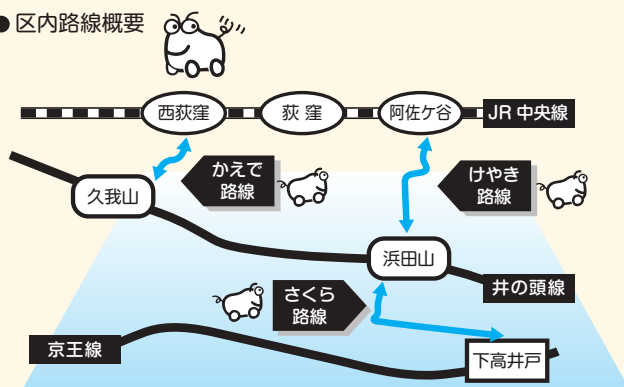 ● 区内路線概要
西荻窪
荻窪
阿佐ケ谷
JR 中央線
かえで
路線
けやき
路線
久我山
浜田山
井の頭線
さくら
路線
京王線
下高井戸